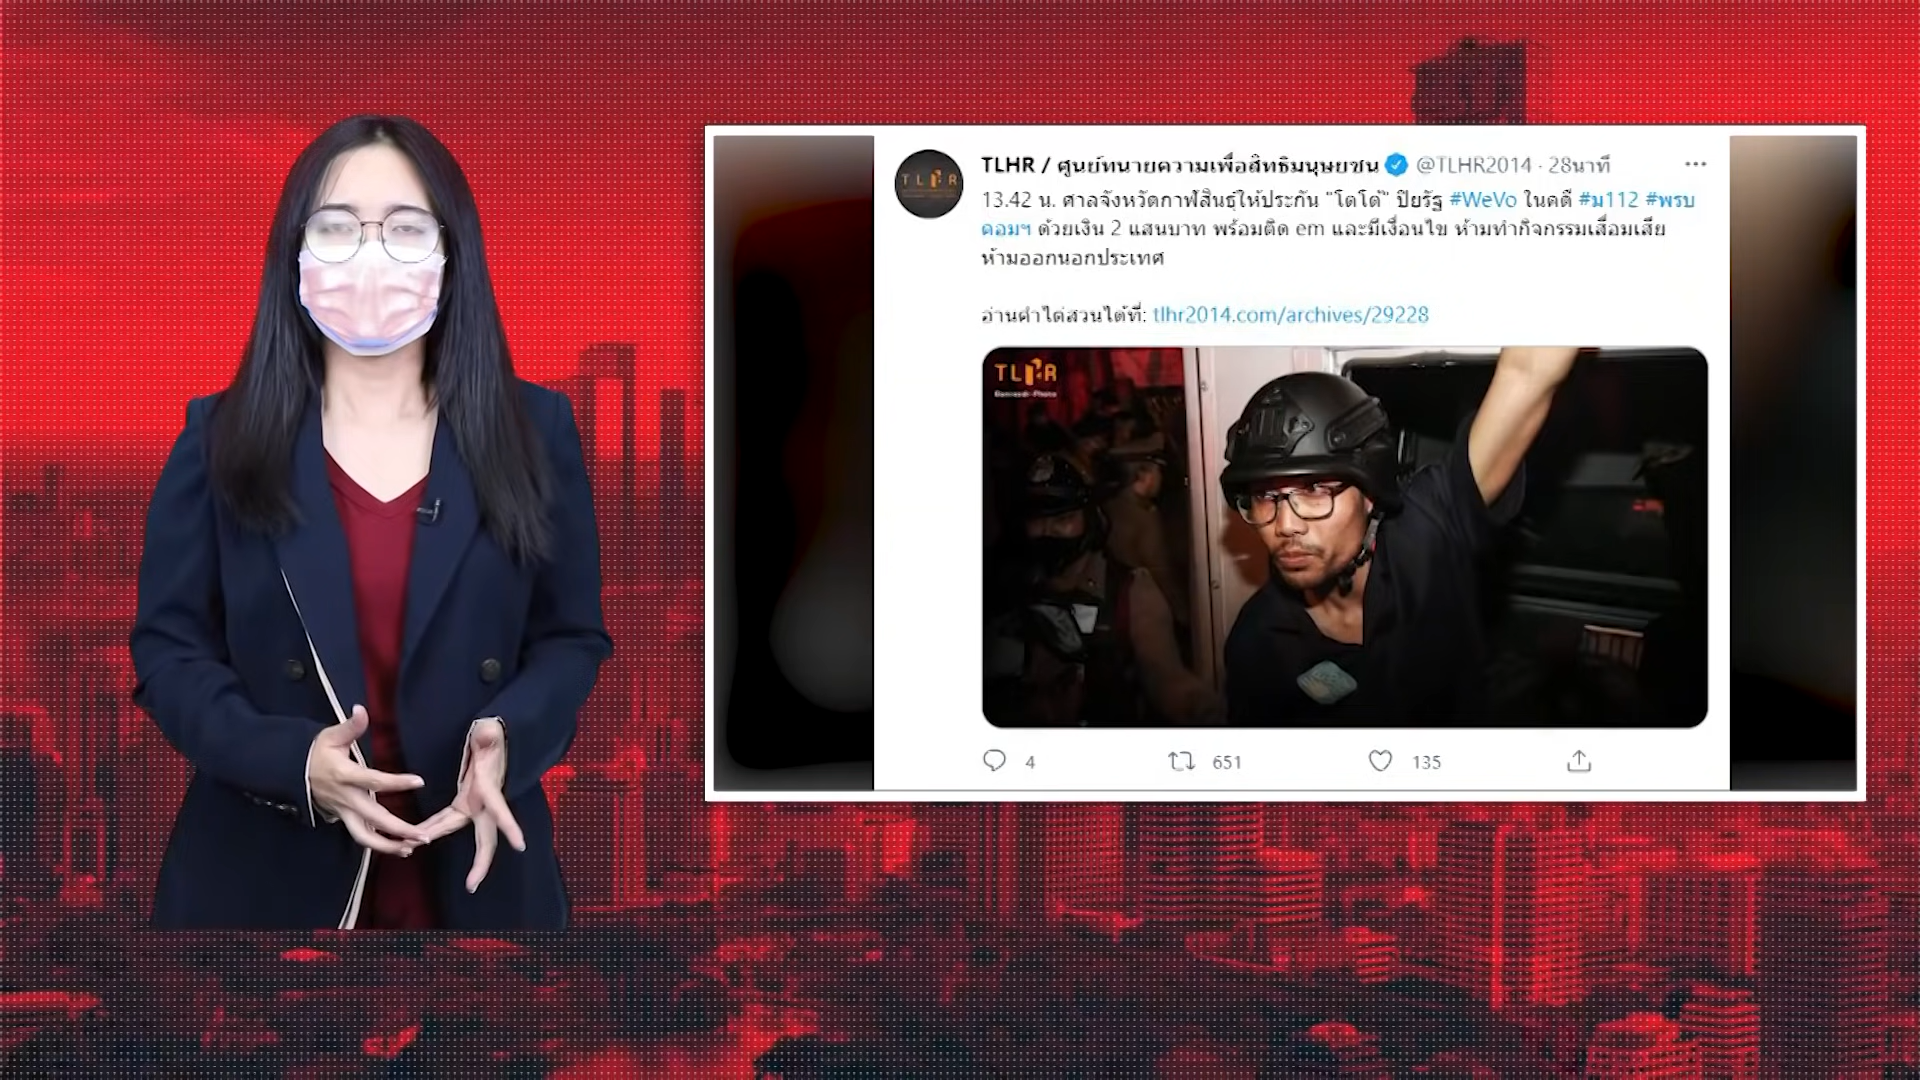 TLHR / ศูนย์ทนายความเพื่อสิทธิมนุษยชน @TLHR2014 · 28นาที
13.42 น. ศาลจังหวัดกาฬสินธุ์ให้ประกัน "โตโต้" ปิยรัฐ #WeVo ในคดี #ม112 #พรบ
คอมฯ ด้วยเงิน 2 แสนบาท พร้อมติด em และมีเงื่อนไข ห้ามทำกิจกรรมเสื่อมเสีย
ห้ามออกนอกประเทศ
อ่านคำไต่สวนได้ที่: tlhr2014.com/archives/29228
TLHR
TLHR
4 651 135